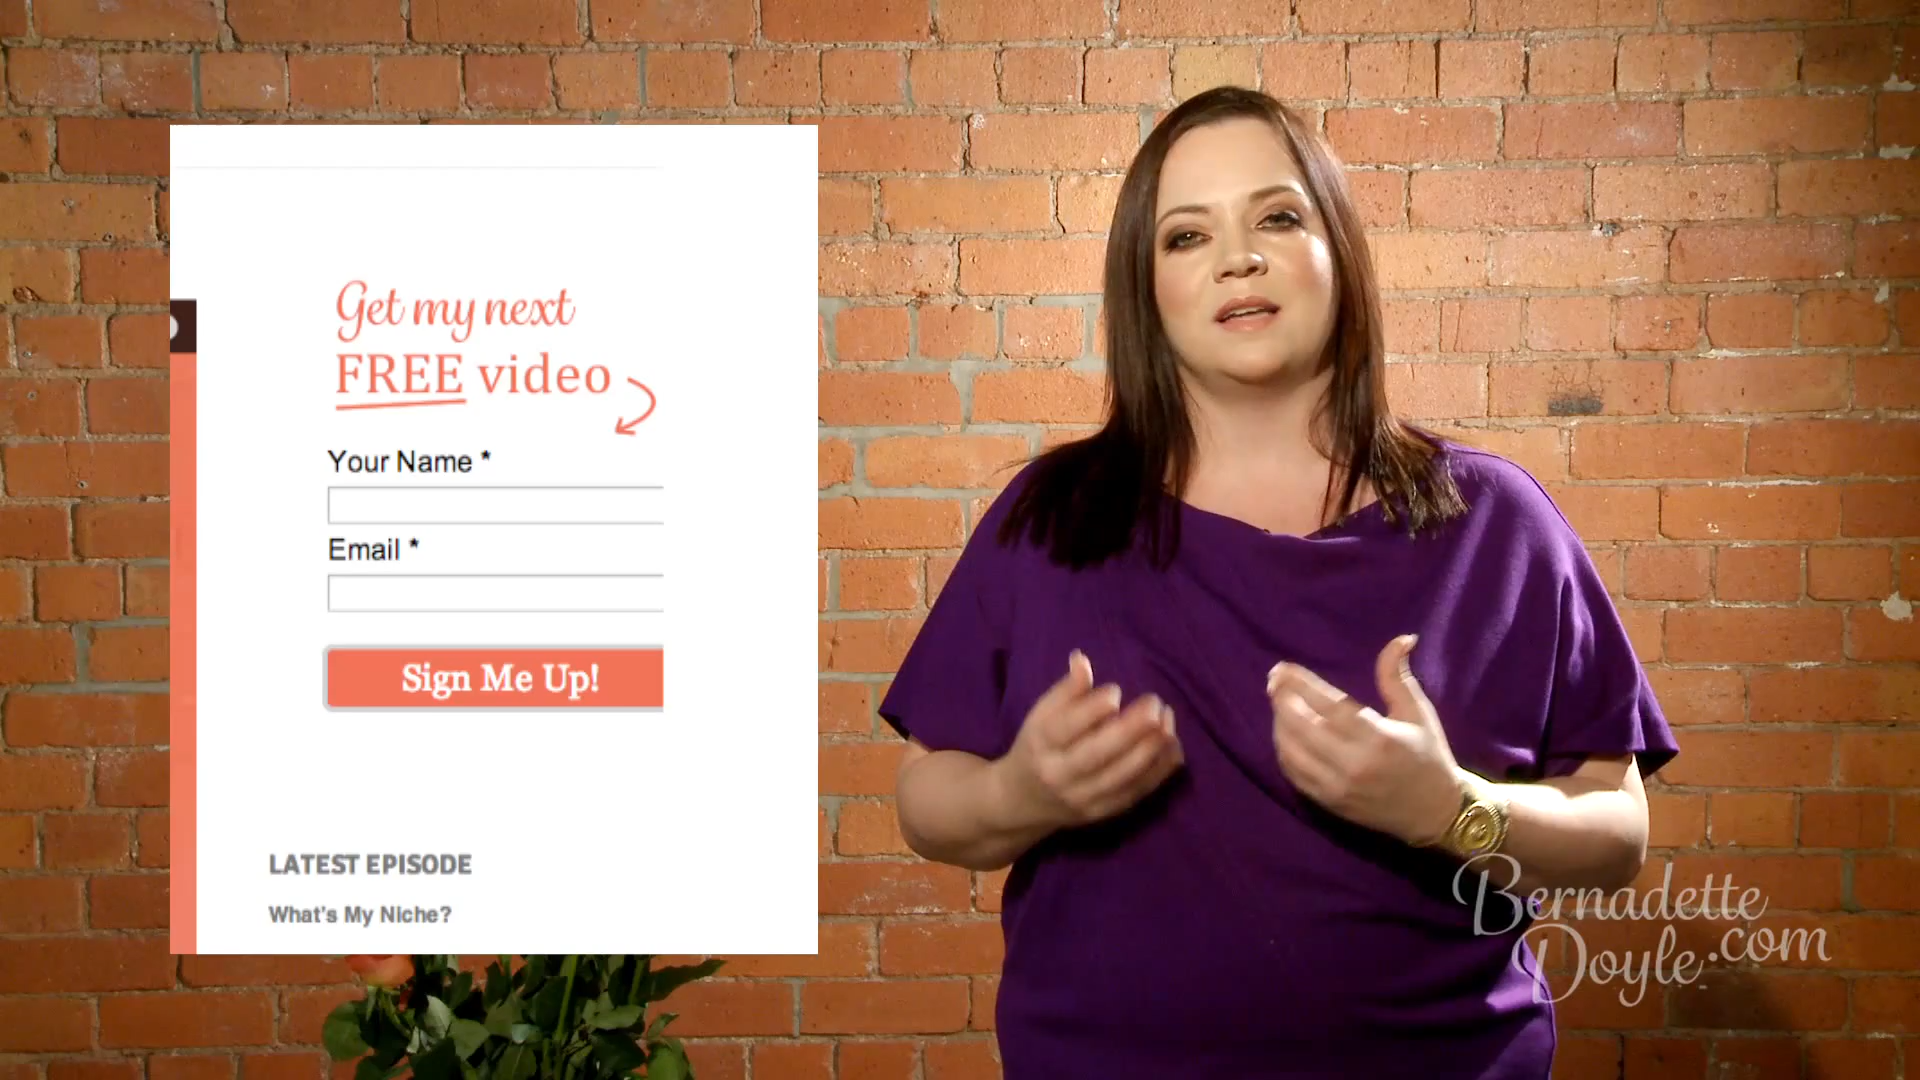 Get my next
FREE video
Your Name *
Email *
Sign Me Up!
LATEST EPISODE
What's My Niche?
Bernadette
Doyle.com